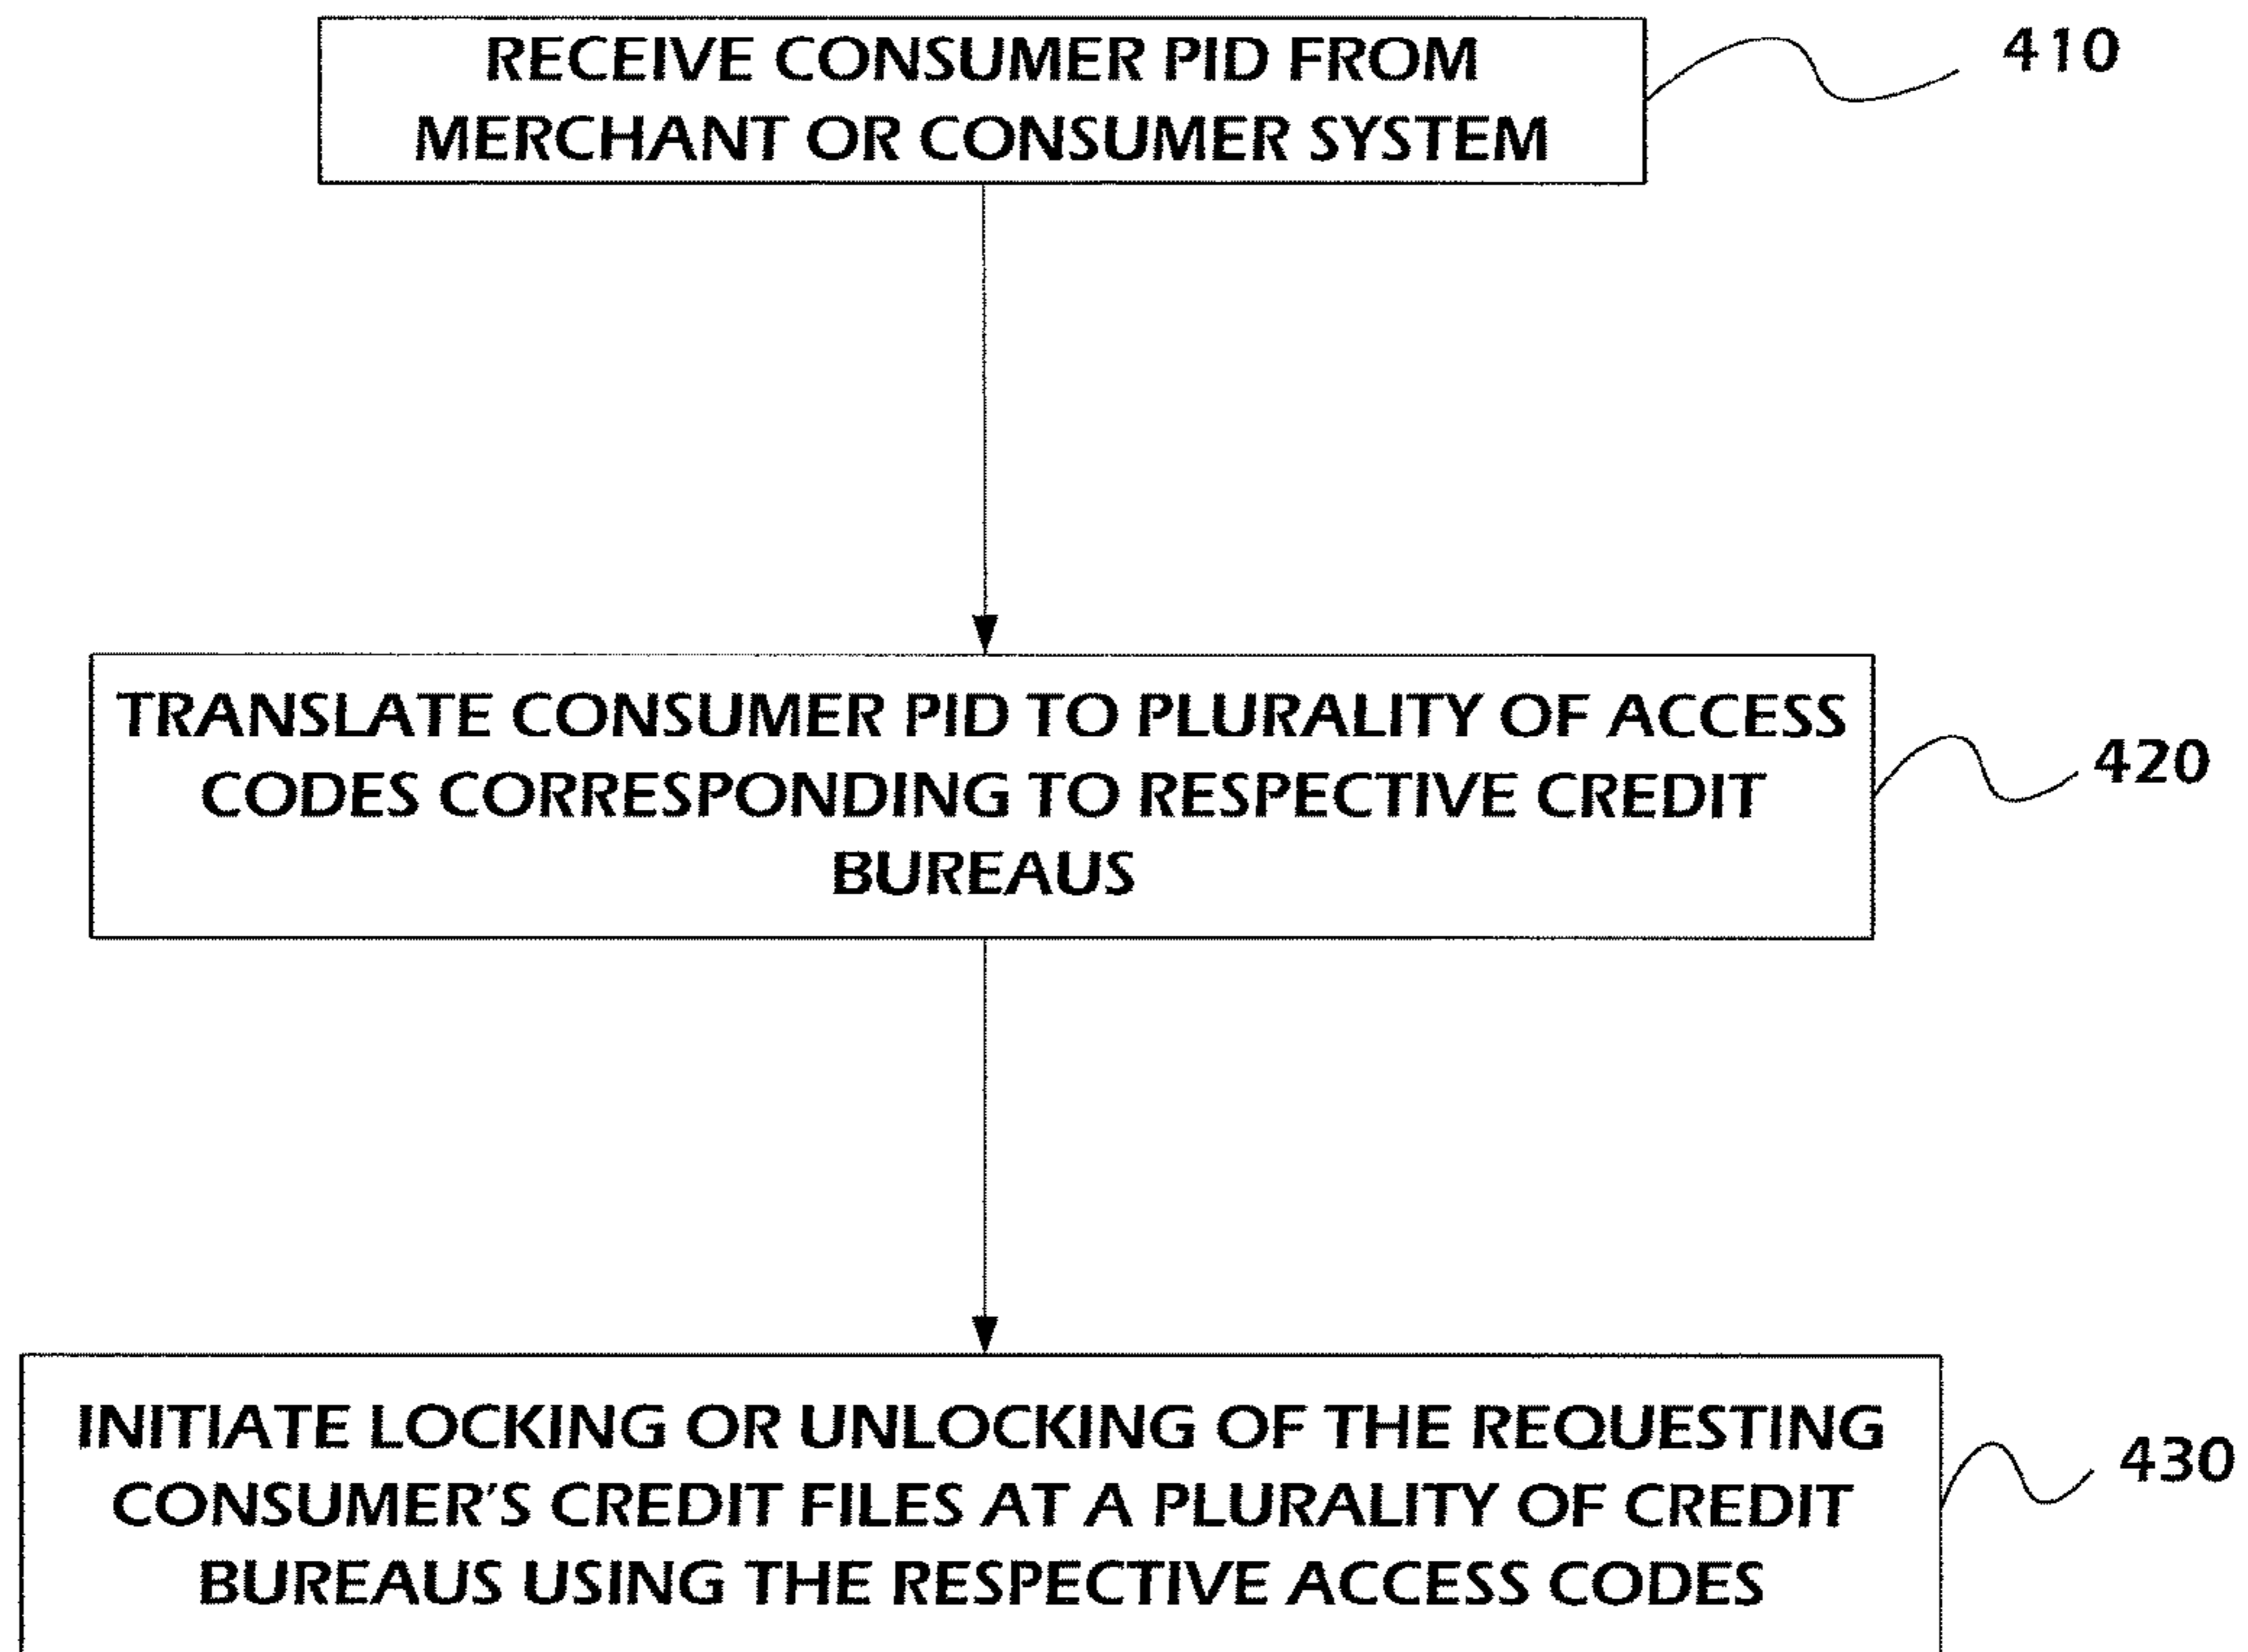 RECEIVE CONSUMER PID FROM
MERCHANT OR CONSUMER SYSTEM
410
TRANSLATE CONSUMER PID TO PLURALITY OF ACCESS
CODES CORRESPONDING TO RESPECTIVE CREDIT
BUREAUS
420
INITIATE LOCKING OR UNLOCKING OF THE REQUESTING
CONSUMER'S CREDIT FILES AT A PLURALITY OF CREDIT
BUREAUS USING THE RESPECTIVE ACCESS CODES
430